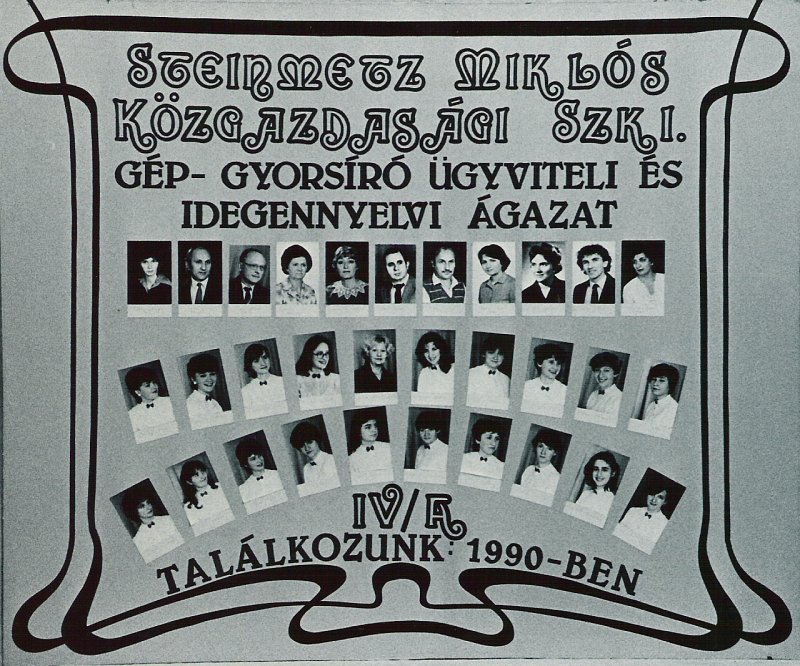 STEINMETZ MIKLÓS
KÖZGAZDASÁGI SZKI.
GÉP- GYORSÍRÓ ÜGYVITELI ÉS
IDEGENNYELVI ÁGAZAT
IV/A
TALÁLKOZUNK: 1990-BEN